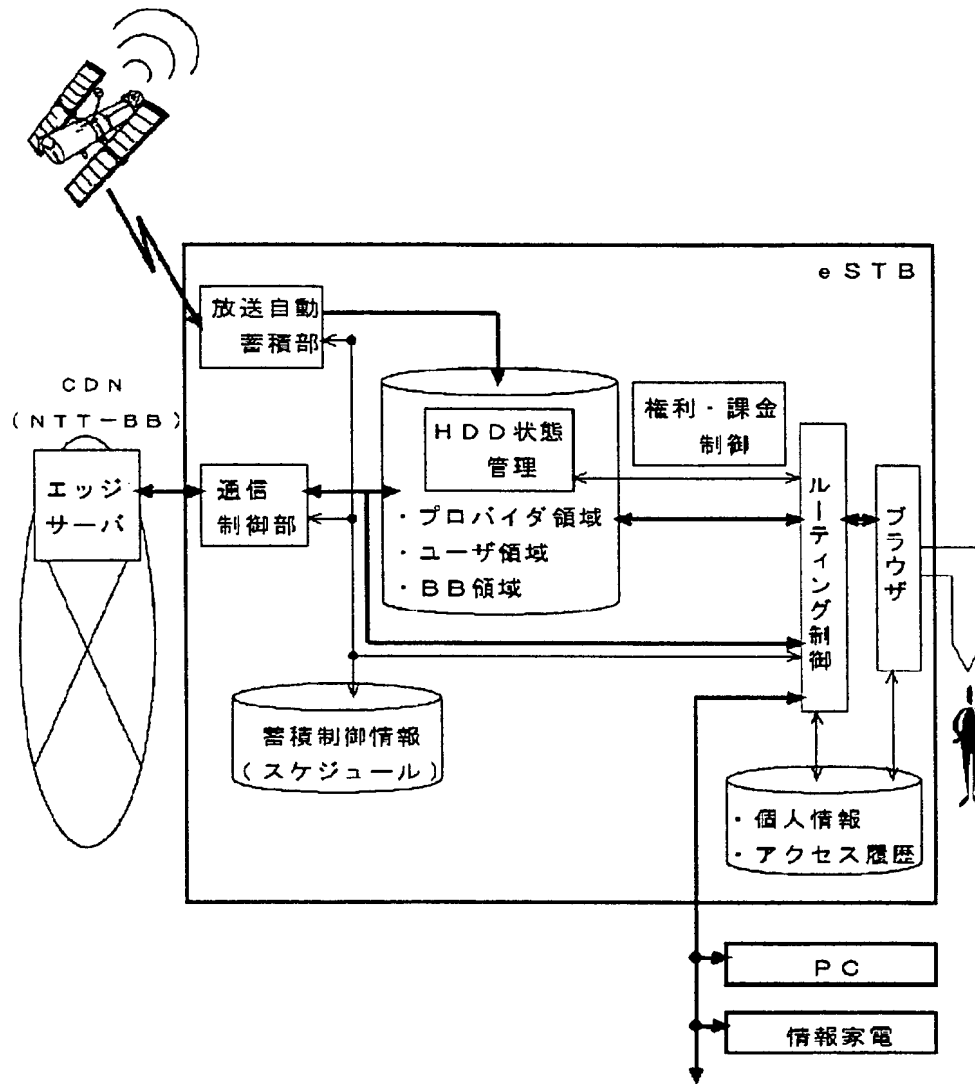 eSTB
放送自動
蓄積部
CDN
(NTT-BB)
エッジ
サーバ
通信
制御部
HDD状態
管理
・プロバイダ領域
・ユーザ領域
・BB領域
権利・課金
制御
ルーティング制御
ブラウザ
蓄積制御情報
(スケジュール)
・個人情報
・アクセス履歴
PC
情報家電